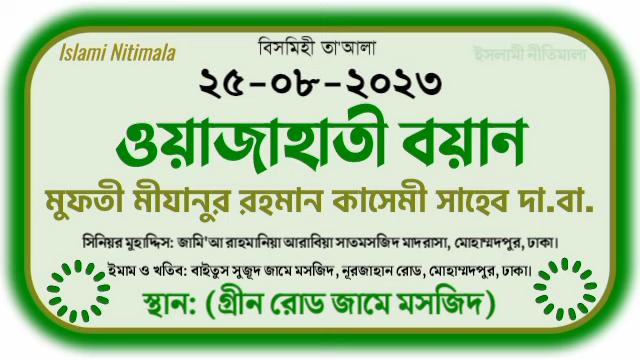 Islami Nitimala
বিসমিহী তা'আলা
ইসলামী নীতিমালা
২৫-০৮-২০২৩
ওয়াজাহাতী বয়ান
মুফতী মীযানুর রহমান কাসেমী সাহেব দা.বা.
সিনিয়র মুহাদ্দিস: জামি'আ রাহমানিয়া আরাবিয়া সাতমসজিদ মাদরাসা, মোহাম্মদপুর, ঢাকা।
ইমাম ও খতিব: বাইতুস সুজূদ জামে মসজিদ, নূরজাহান রোড, মোহাম্মদপুর, ঢাকা।
স্থান: (গ্রীন রোড জামে মসজিদ)